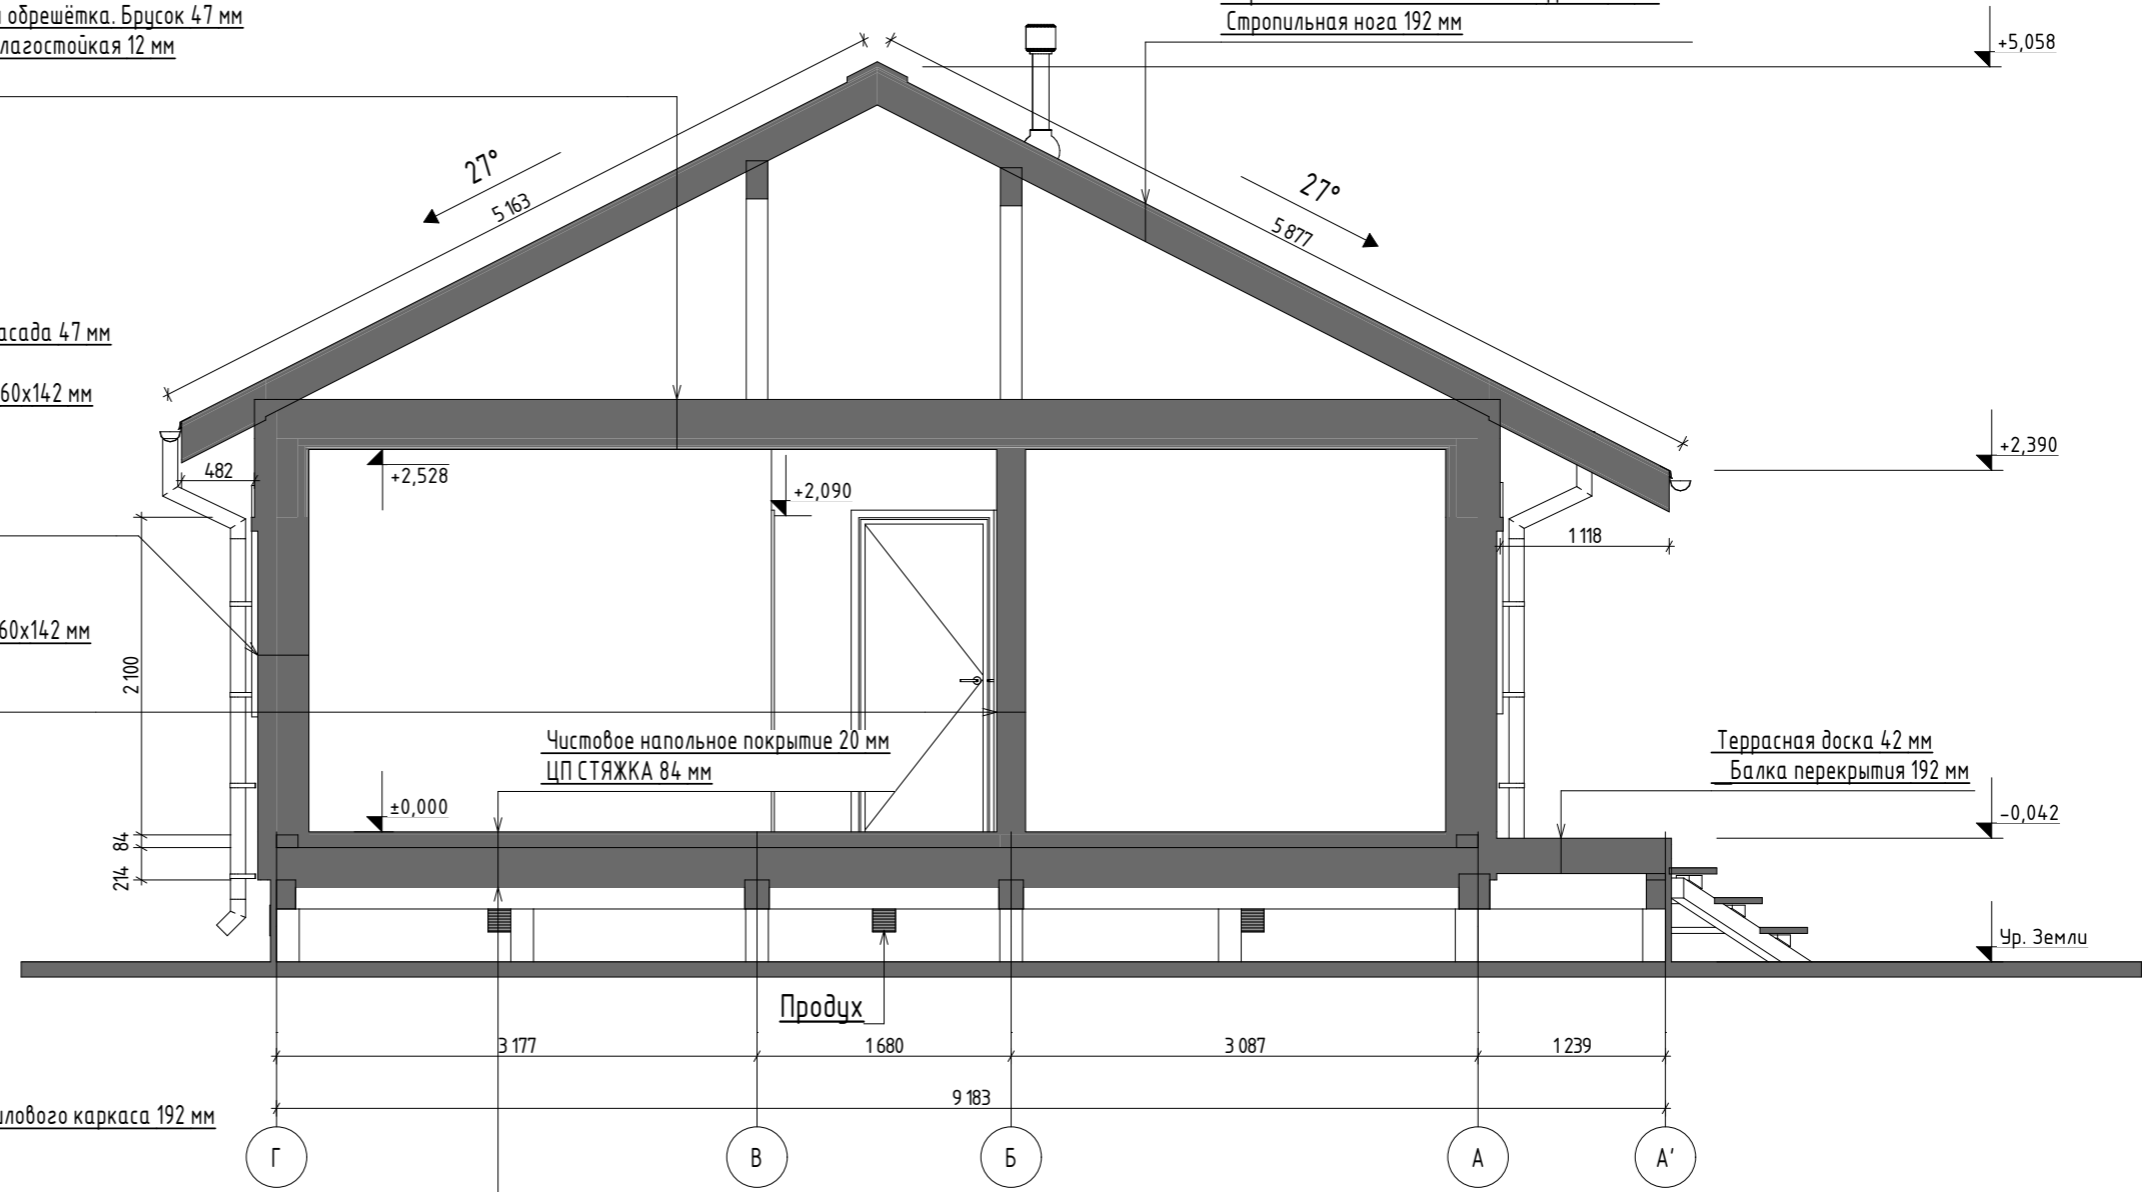 обрешётка. Брусок 47 мм
лагостойкая 12 мм
Стропильная нога 192 мм
+5,058
27°
5 163
27°
5 877
асада 47 мм
60х142 мм
482
+2,528
+2,090
+2,390
1 118
60х142 мм
2 100
Чистовое напольное покрытие 20 мм
ЦП СТЯЖКА 84 мм
Террасная доска 42 мм
Балка перекрытия 192 мм
±0,000
-0,042
84
214
Ур. Земли
Продух
3 177
1 680
3 087
1 239
9 183
лового каркаса 192 мм
Г
В
Б
А
А'